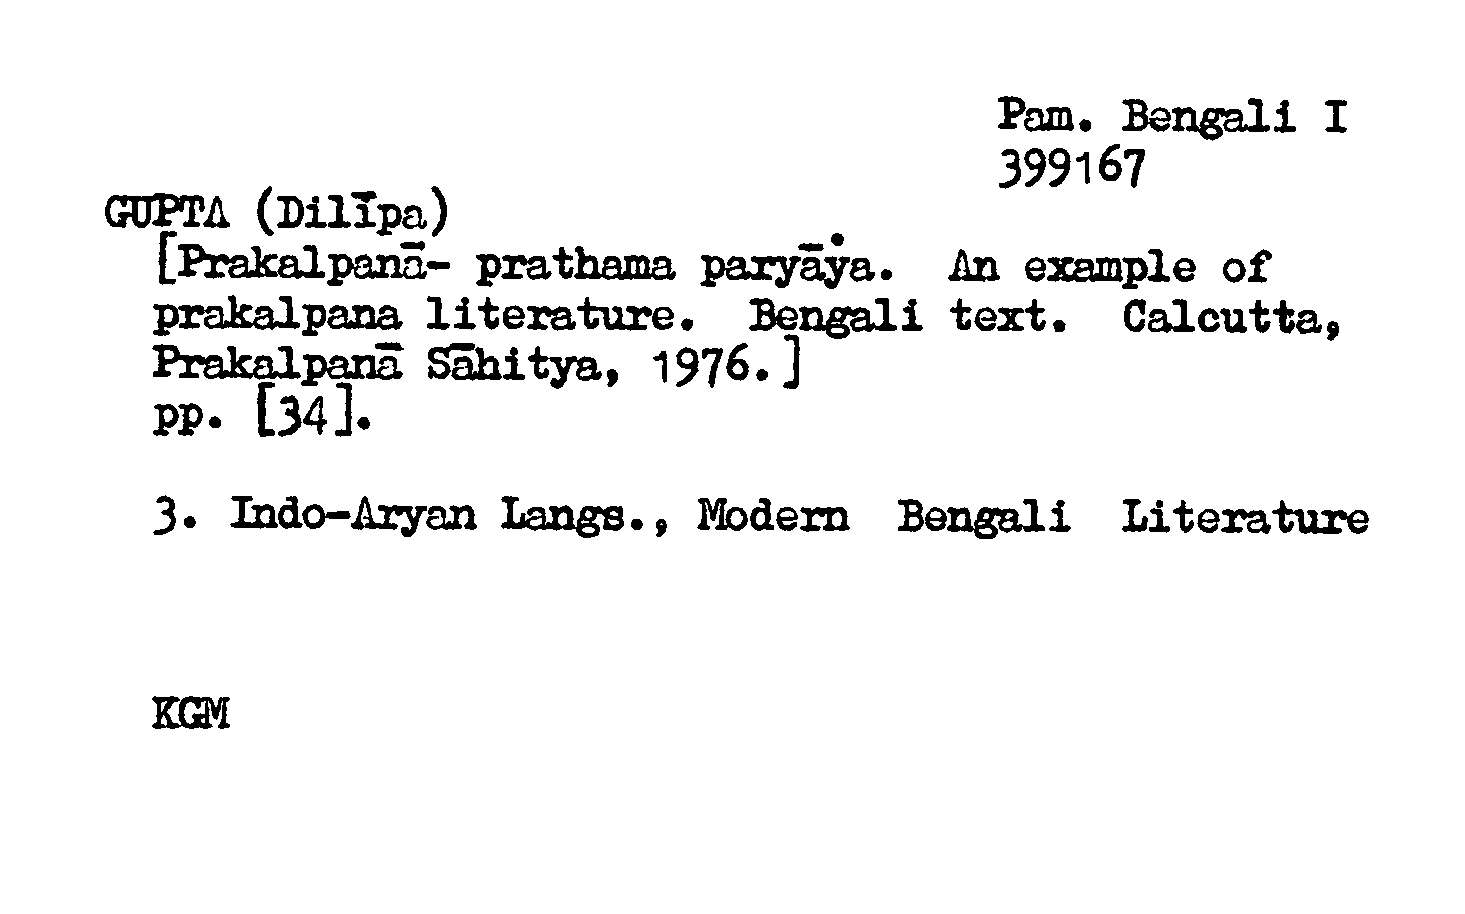 Pam. Bengali I
399167
GUPTA (Dilīpa)
[Prakalpanā- prathama paryāẏa. An example of
prakalpana literature. Bengali text. Calcutta,
Prakalpanā Sāhitya, 1976.]
pp. [34].
3. Indo-Aryan Langs., Modern Bengali Literature
KGM